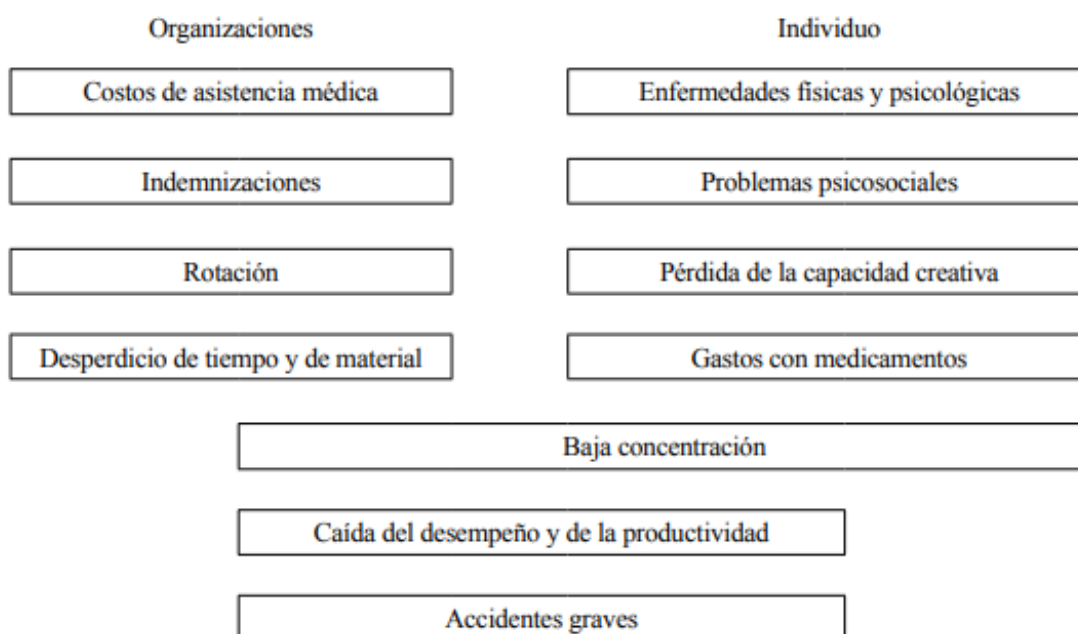 Organizaciones
Individuo
Costos de asistencia médica
Enfermedades físicas y psicológicas
Indemnizaciones
Problemas psicosociales
Rotación
Pérdida de la capacidad creativa
Desperdicio de tiempo y de material
Gastos con medicamentos
Baja concentración
Caída del desempeño y de la productividad
Accidentes graves